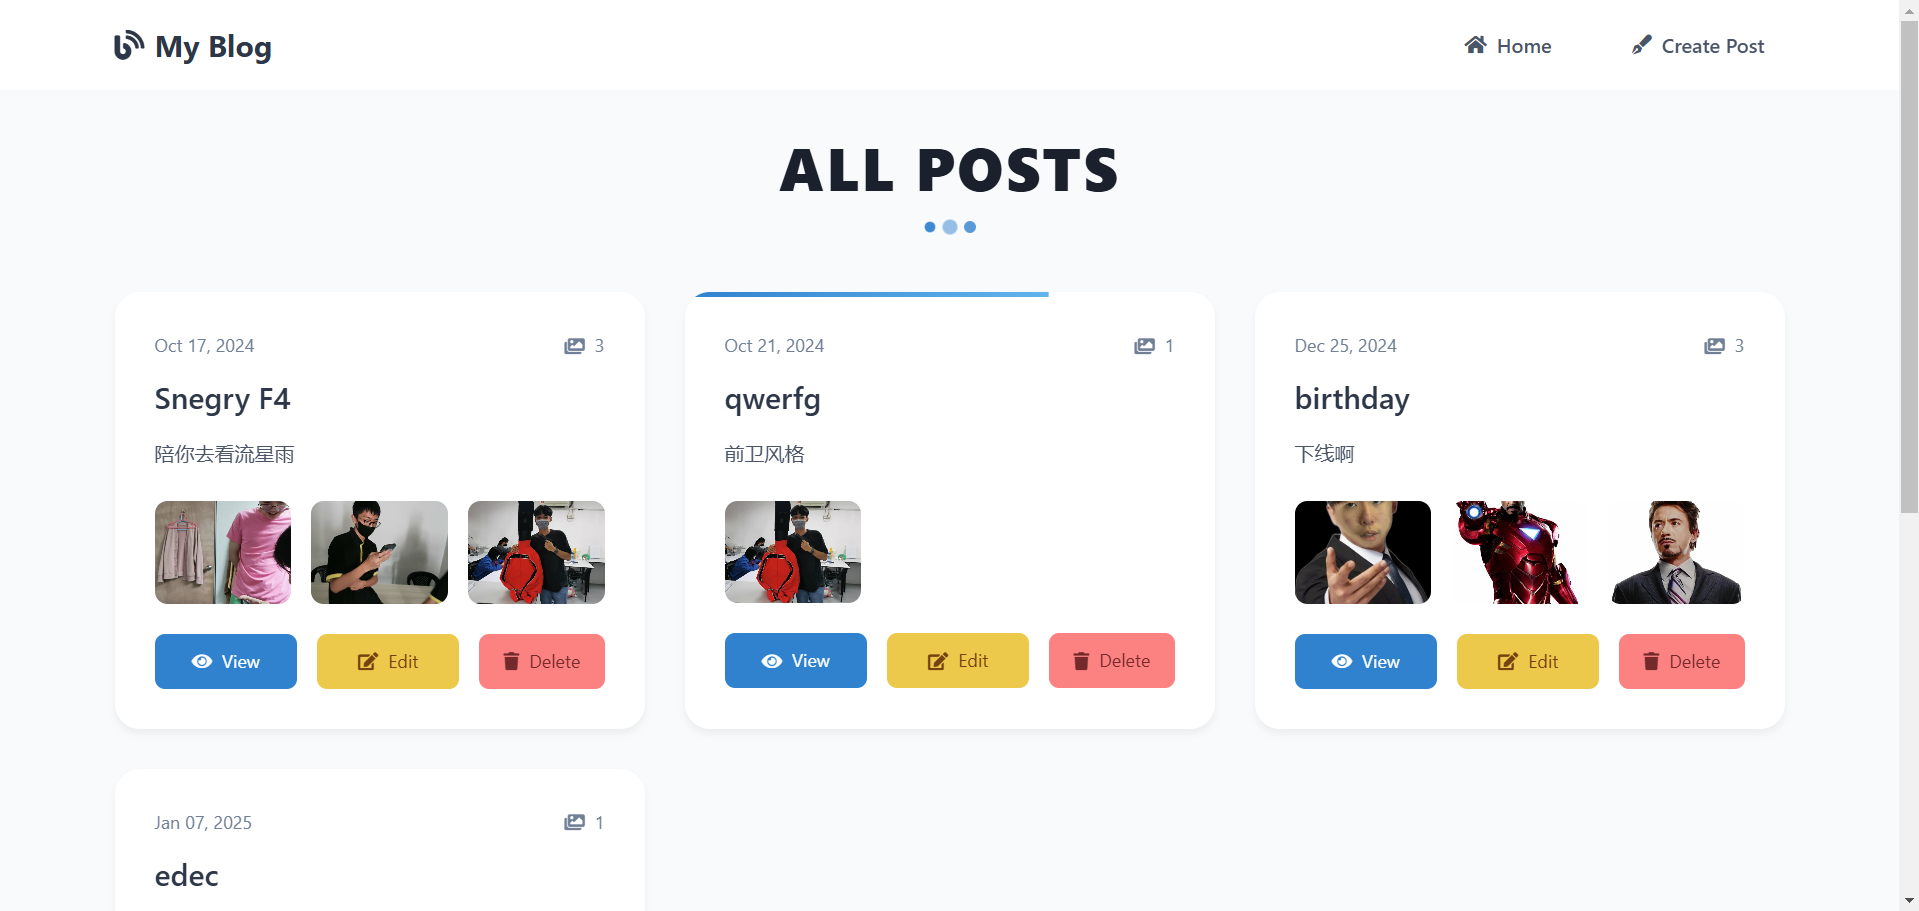 My Blog
Home
Create Post
ALL POSTS
Oct 17, 2024
3
Snegry F4
陪你去看流星雨
View
Edit
Delete
Oct 21, 2024
1
qwerfg
前卫风格
View
Edit
Delete
Dec 25, 2024
3
birthday
下线啊
View
Edit
Delete
Jan 07, 2025
1
edec